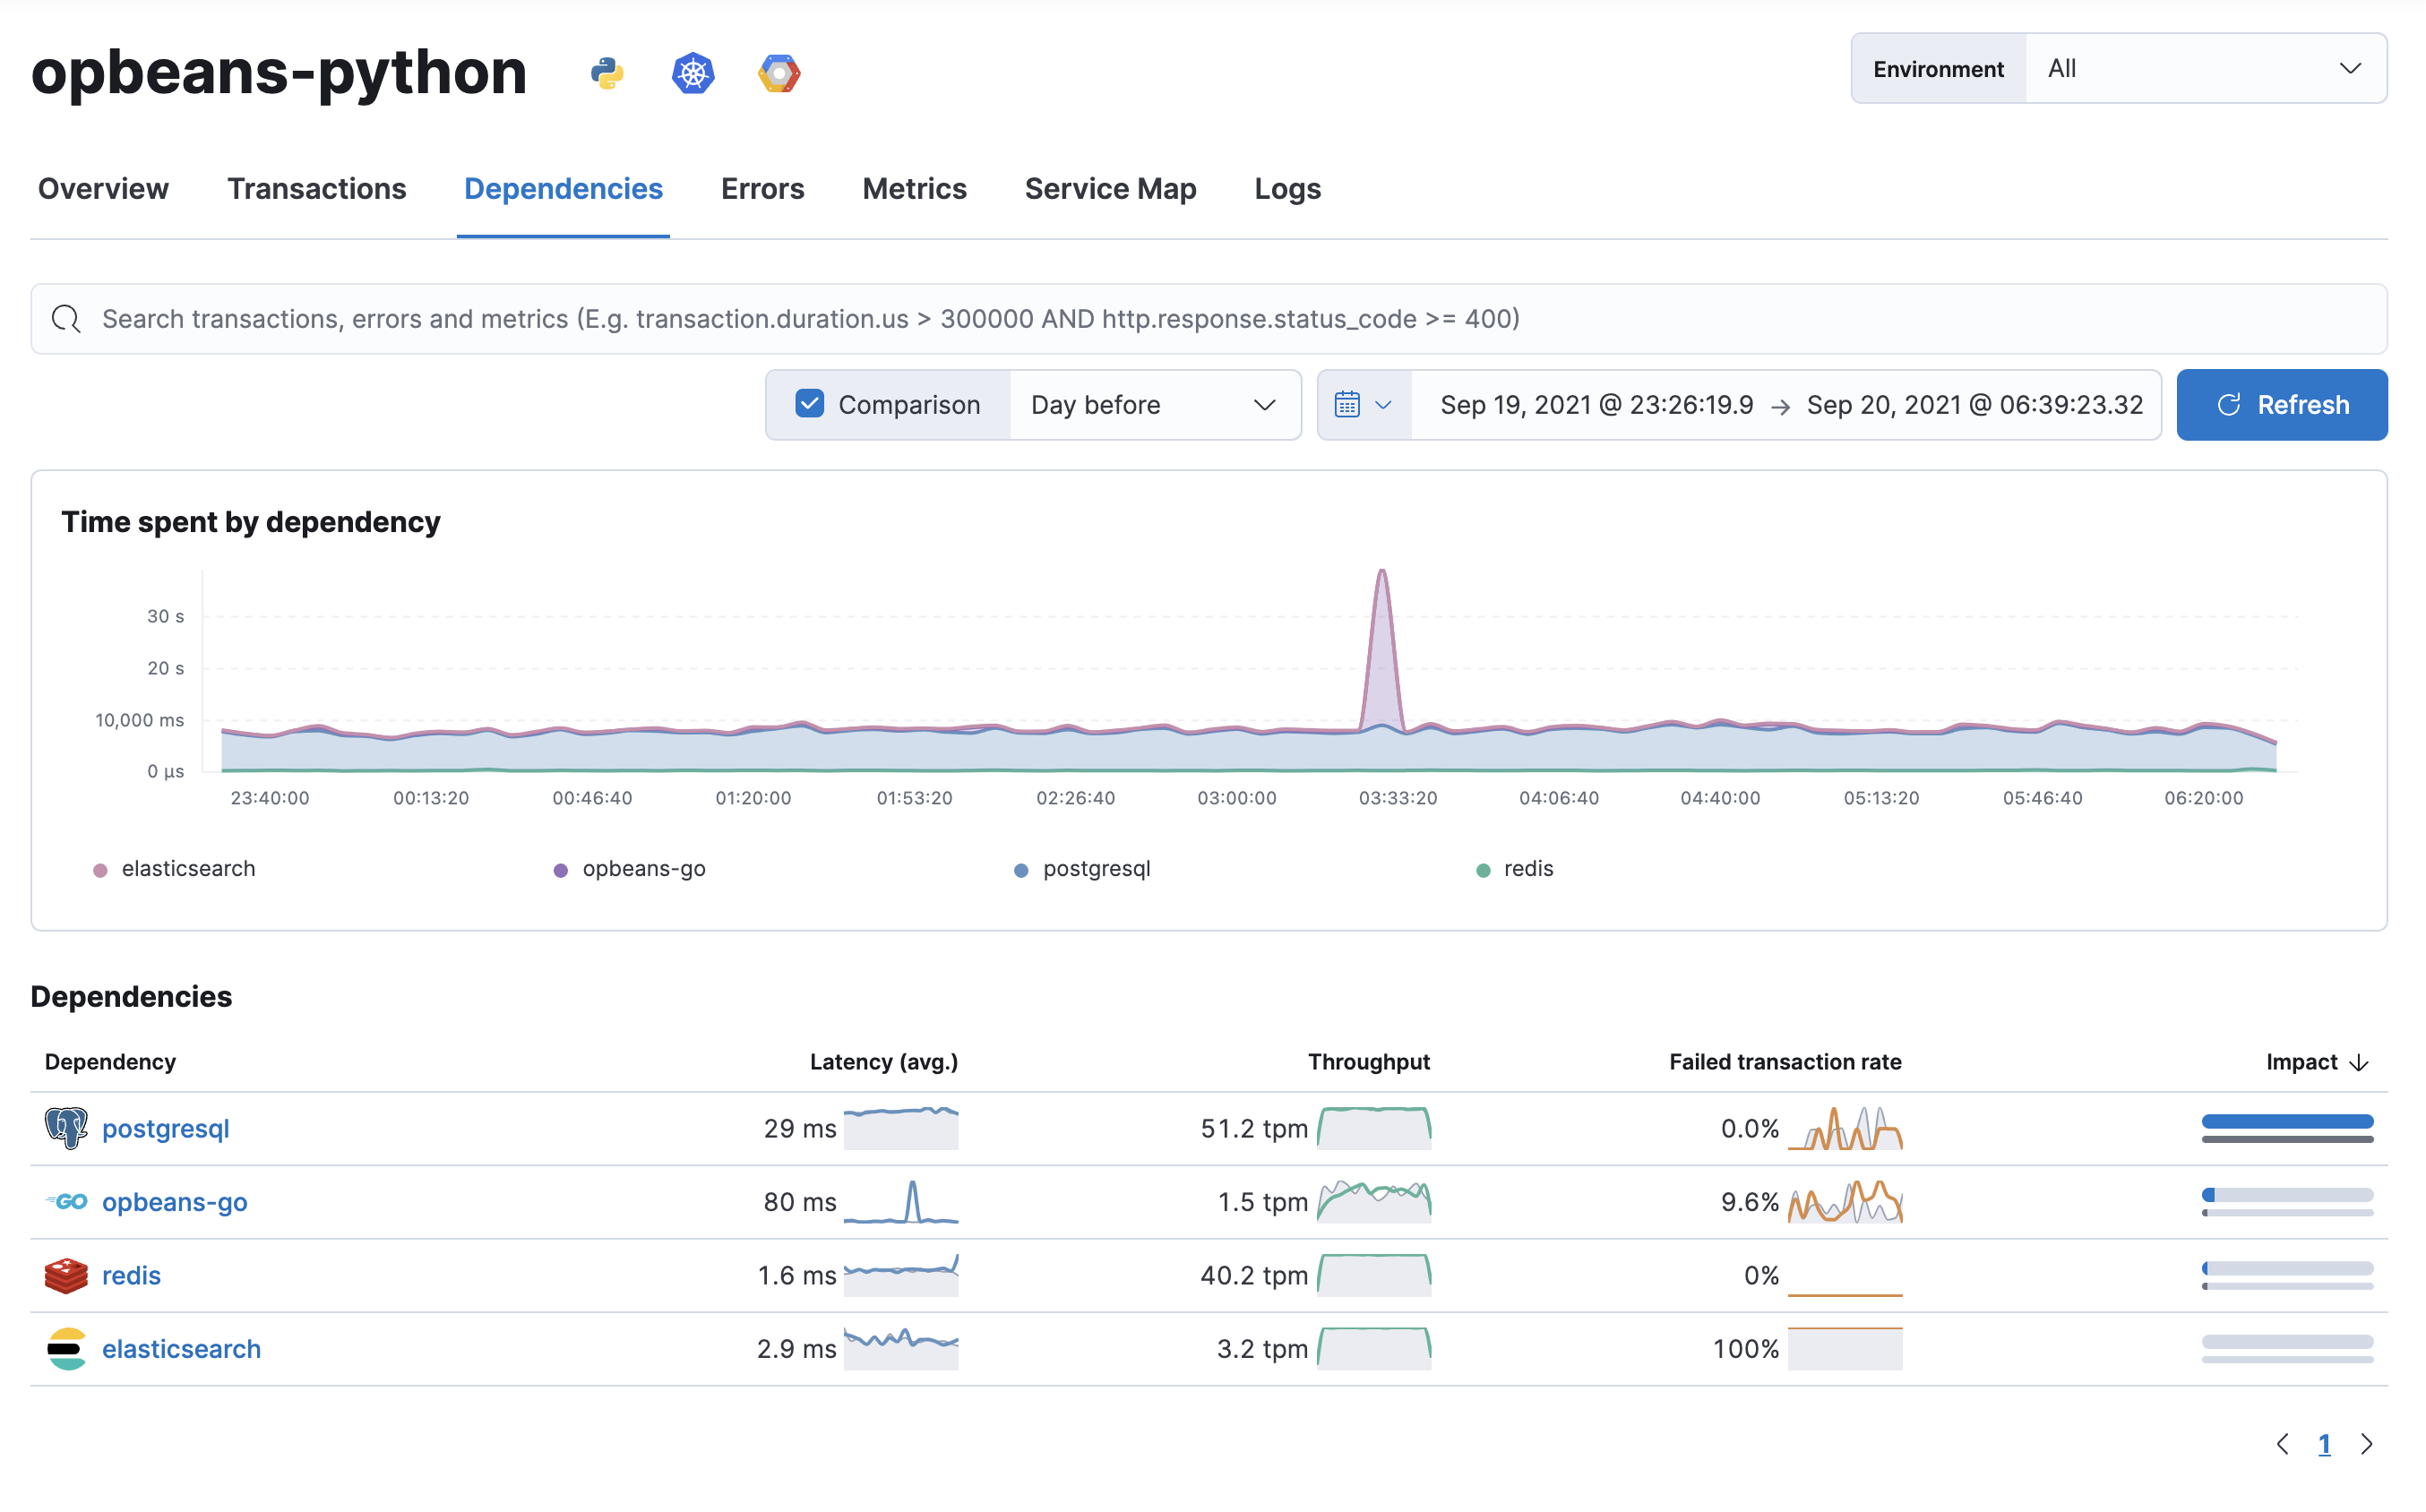 opbeans-python
Environment All
Overview Transactions Dependencies Errors Metrics Service Map Logs
Search transactions, errors and metrics (E.g. transaction.duration.us > 300000 AND http.response.status_code >= 400)
Comparison Day before Sep 19, 2021 @ 23:26:19.9 → Sep 20, 2021 @ 06:39:23.32 Refresh
Time spent by dependency
30 s
20 s
10,000 ms
0 µs
23:40:00 00:13:20 00:46:40 01:20:00 01:53:20 02:26:40 03:00:00 03:33:20 04:06:40 04:40:00 05:13:20 05:46:40 06:20:00
elasticsearch opbeans-go postgresql redis
Dependencies
Dependency Latency (avg.) Throughput Failed transaction rate Impact
postgresql 29 ms 51.2 tpm 0.0%
GO opbeans-go 80 ms 1.5 tpm 9.6%
redis 1.6 ms 40.2 tpm 0%
elasticsearch 2.9 ms 3.2 tpm 100%
1